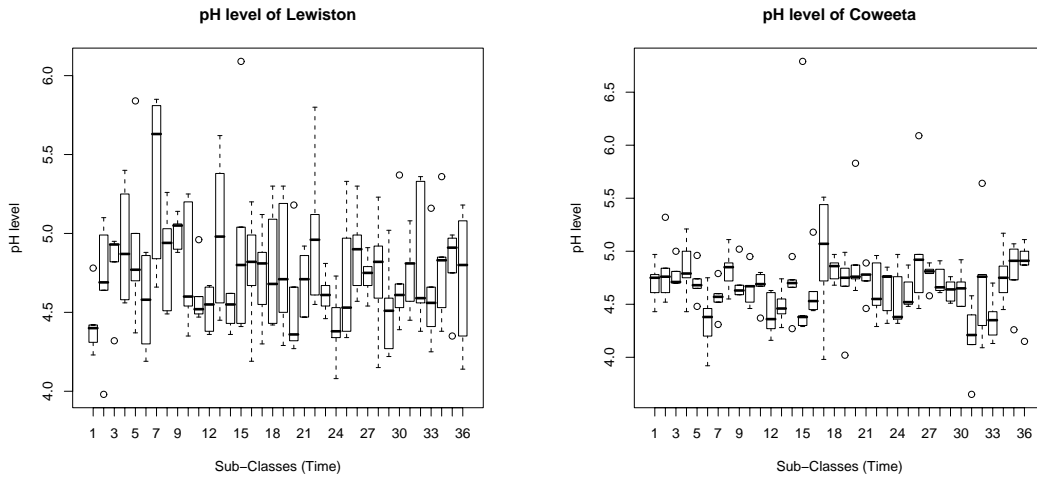 pH level of Lewiston
pH level
6.0
5.5
5.0
4.5
4.0
1 3 5 7 9 12 15 18 21 24 27 30 33 36
Sub−Classes (Time)
pH level of Coweeta
pH level
6.5
6.0
5.5
5.0
4.5
4.0
1 3 5 7 9 12 15 18 21 24 27 30 33 36
Sub−Classes (Time)